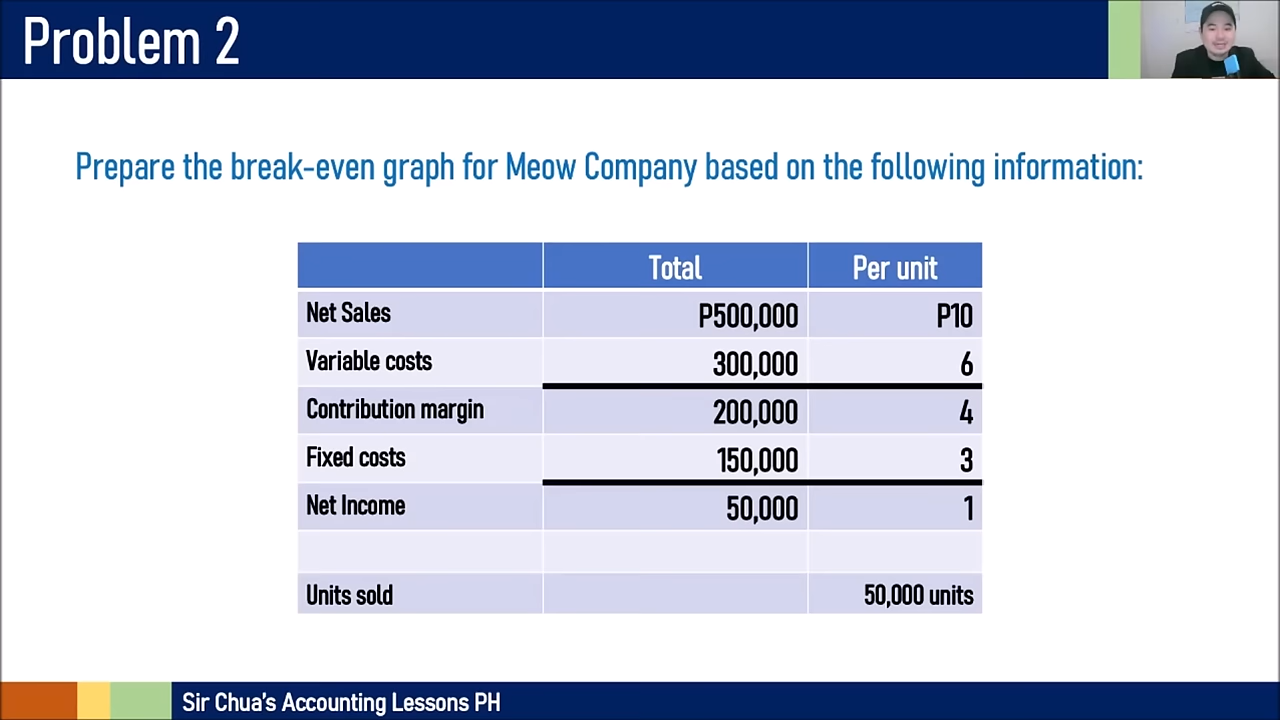 Problem 2
Prepare the break-even graph for Meow Company based on the following information:
Total Per unit
Net Sales P500,000 P10
Variable costs 300,000 6
Contribution margin 200,000 4
Fixed costs 150,000 3
Net Income 50,000 1
Units sold 50,000 units
Sir Chua's Accounting Lessons PH